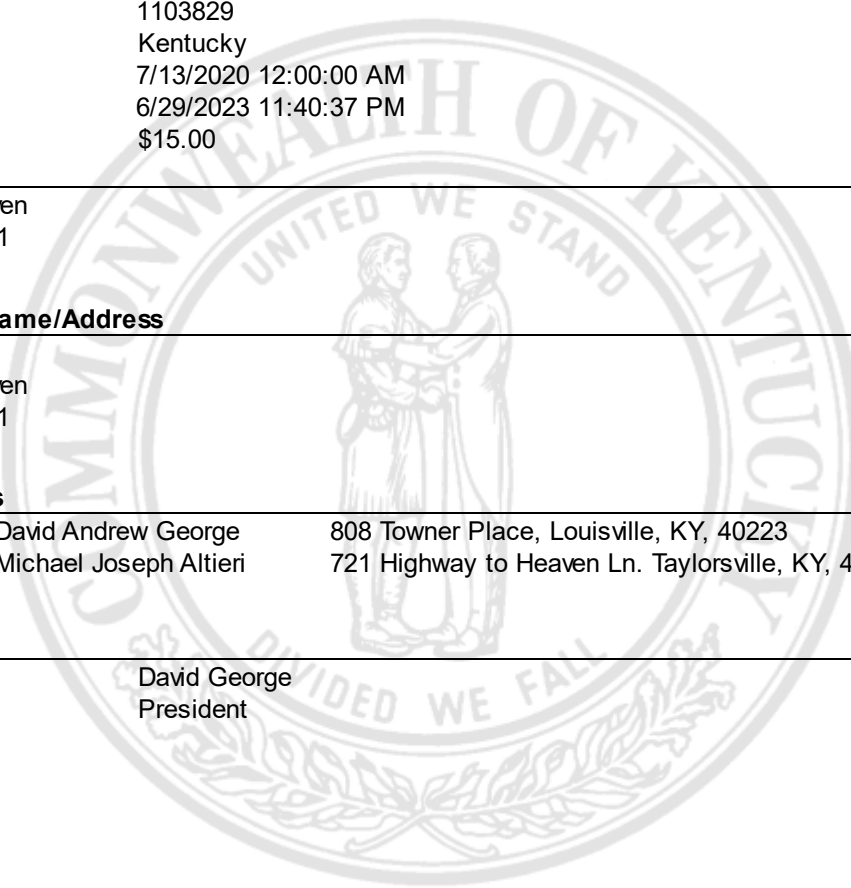 1103829
Kentucky
7/13/2020 12:00:00 AM
6/29/2023 11:40:37 PM
$15.00
en
1
ame/Address
en
1
s
David Andrew George 808 Towner Place, Louisville, KY, 40223
Michael Joseph Altieri 721 Highway to Heaven Ln. Taylorsville, KY, 4
David George
President
COMMONWEALTH OF KENTUCKY
UNITED WE STAND
DIVIDED WE FALL